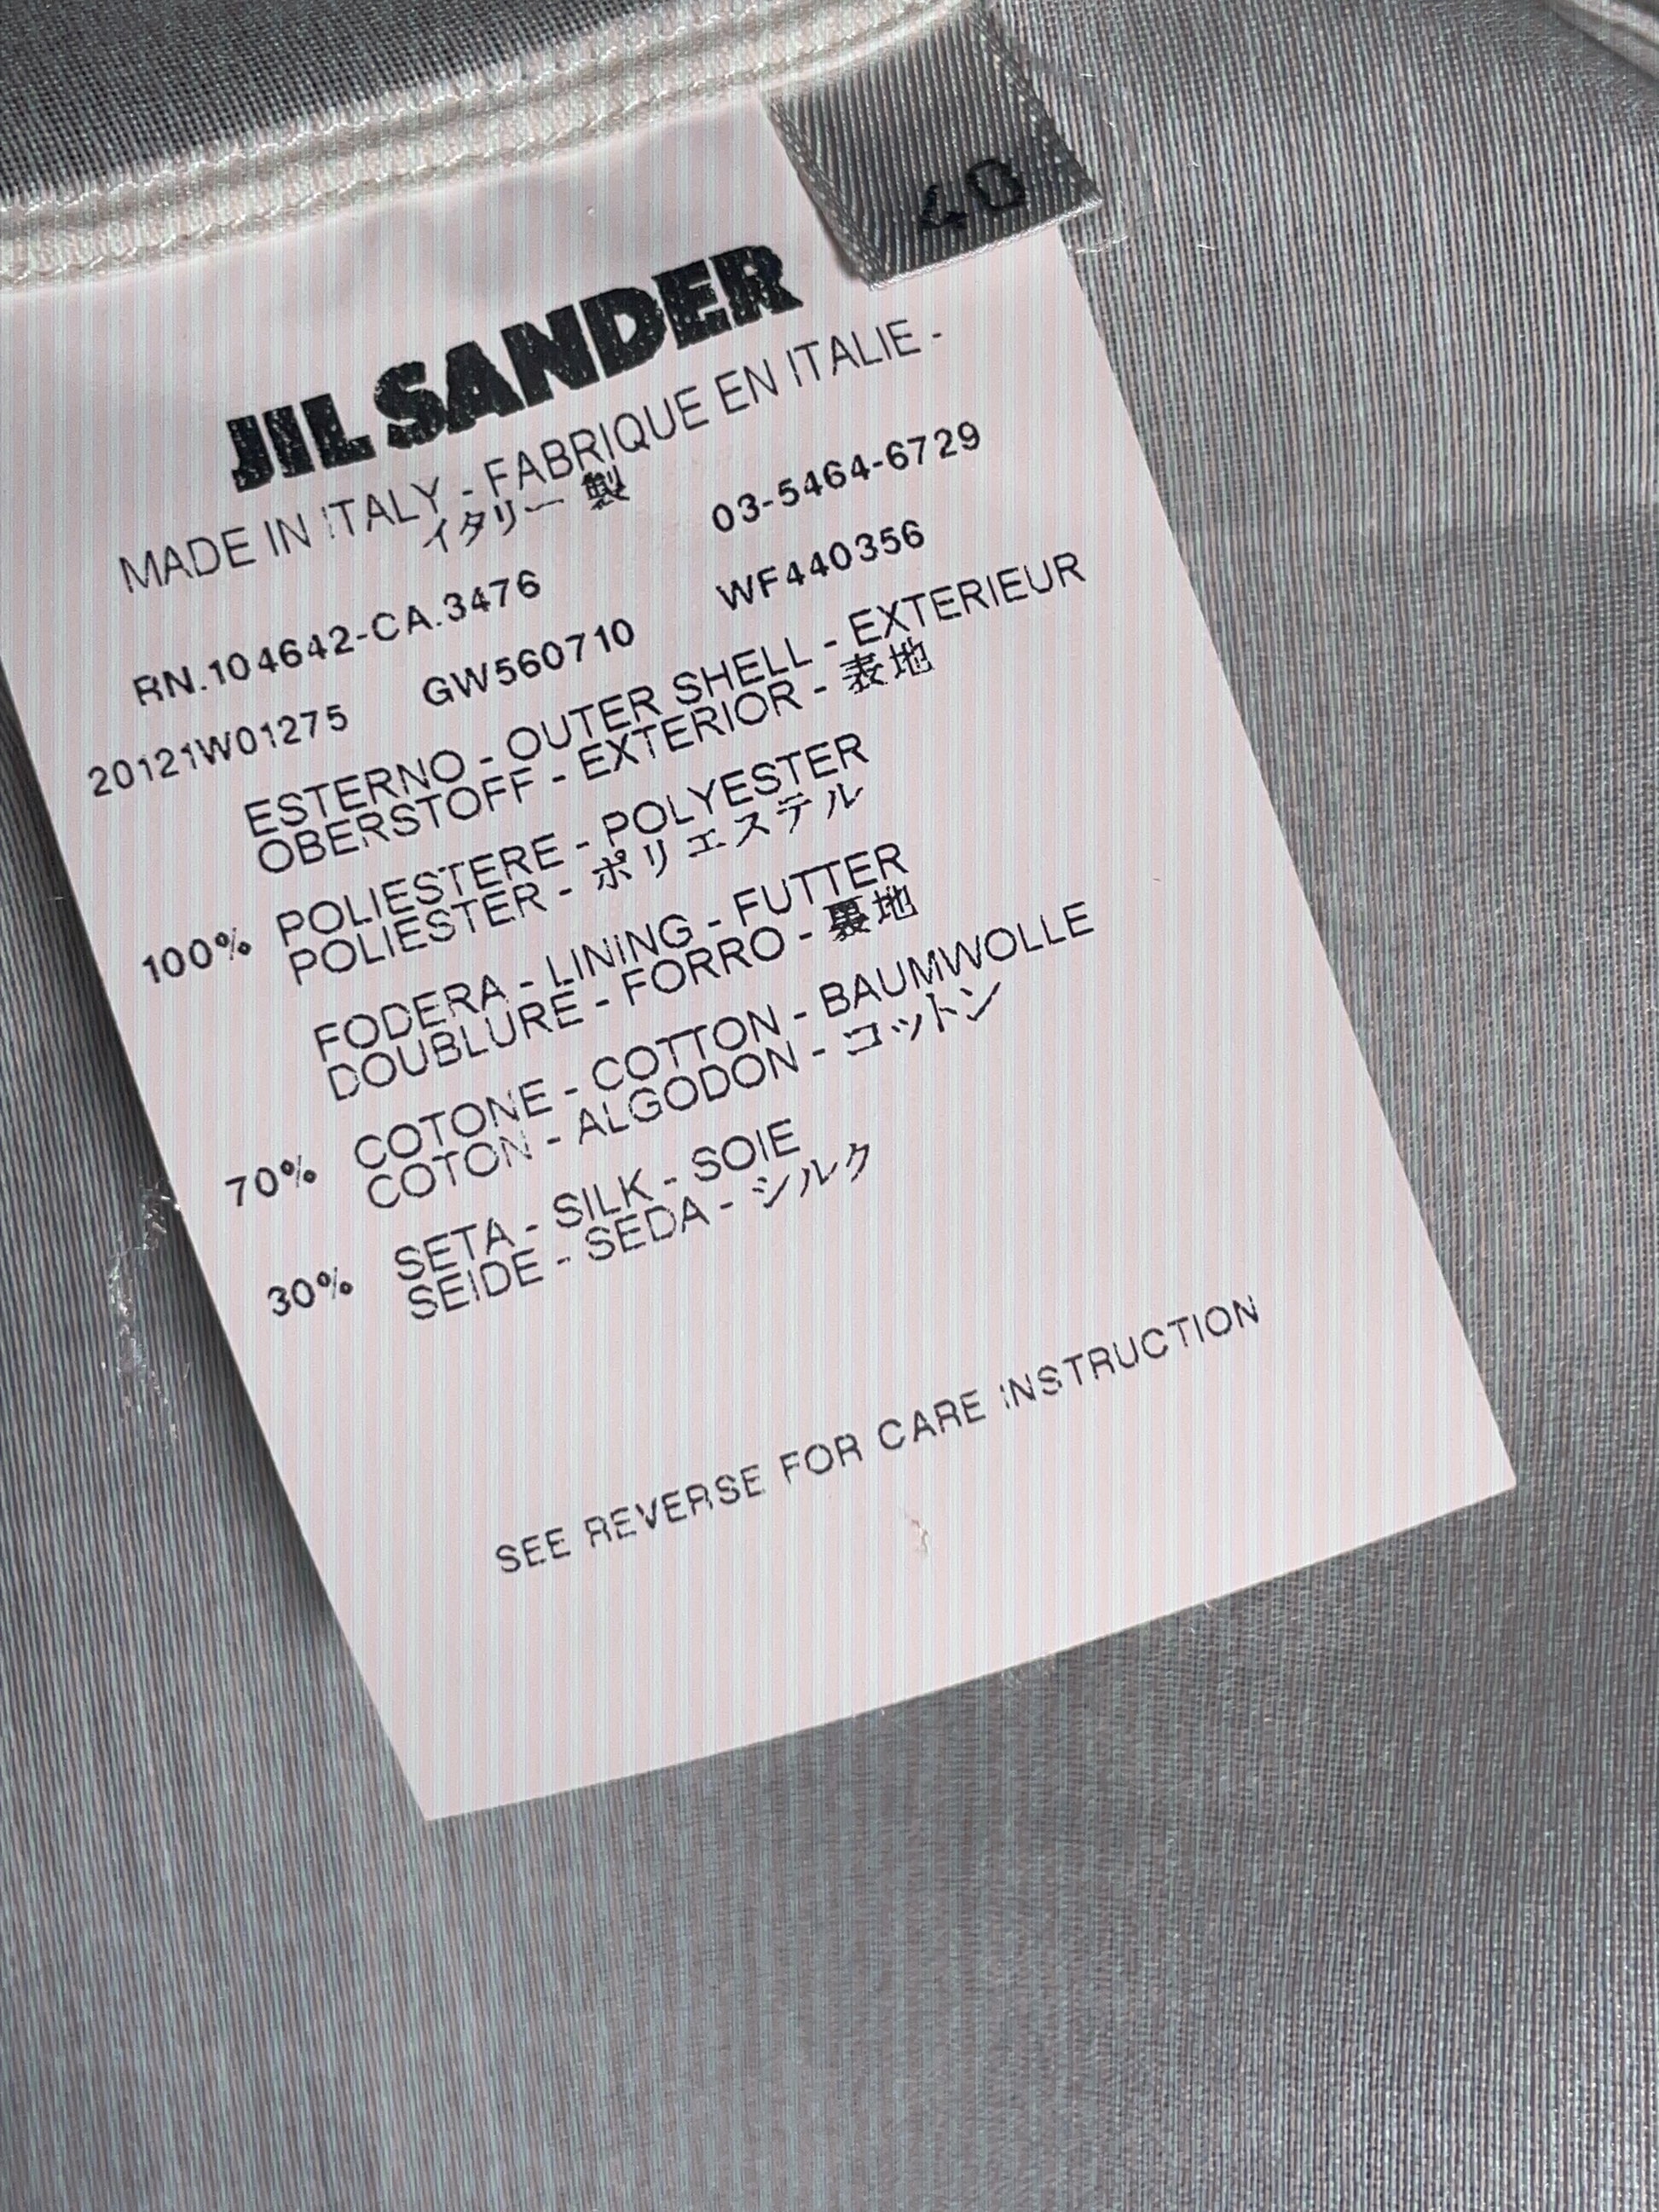 40
JIL SANDER
MADE IN ITALY - FABRIQUE EN ITALIE -
イタリー製
RN.104642-CA.3476 03-5464-6729
20121W01275 GW560710 WF440356
ESTERNO - OUTER SHELL - EXTERIEUR
OBERSTOFF - EXTERIOR - 表地
100% POLIESTERE - POLYESTER
POLIESTER - ポリエステル
FODERA - LINING - FUTTER
DOUBLURE - FORRO - 裏地
70% COTONE - COTTON - BAUMWOLLE
COTON - ALGODON - コットン
30% SETA - SILK - SOIE
SEIDE - SEDA - シルク
SEE REVERSE FOR CARE INSTRUCTION